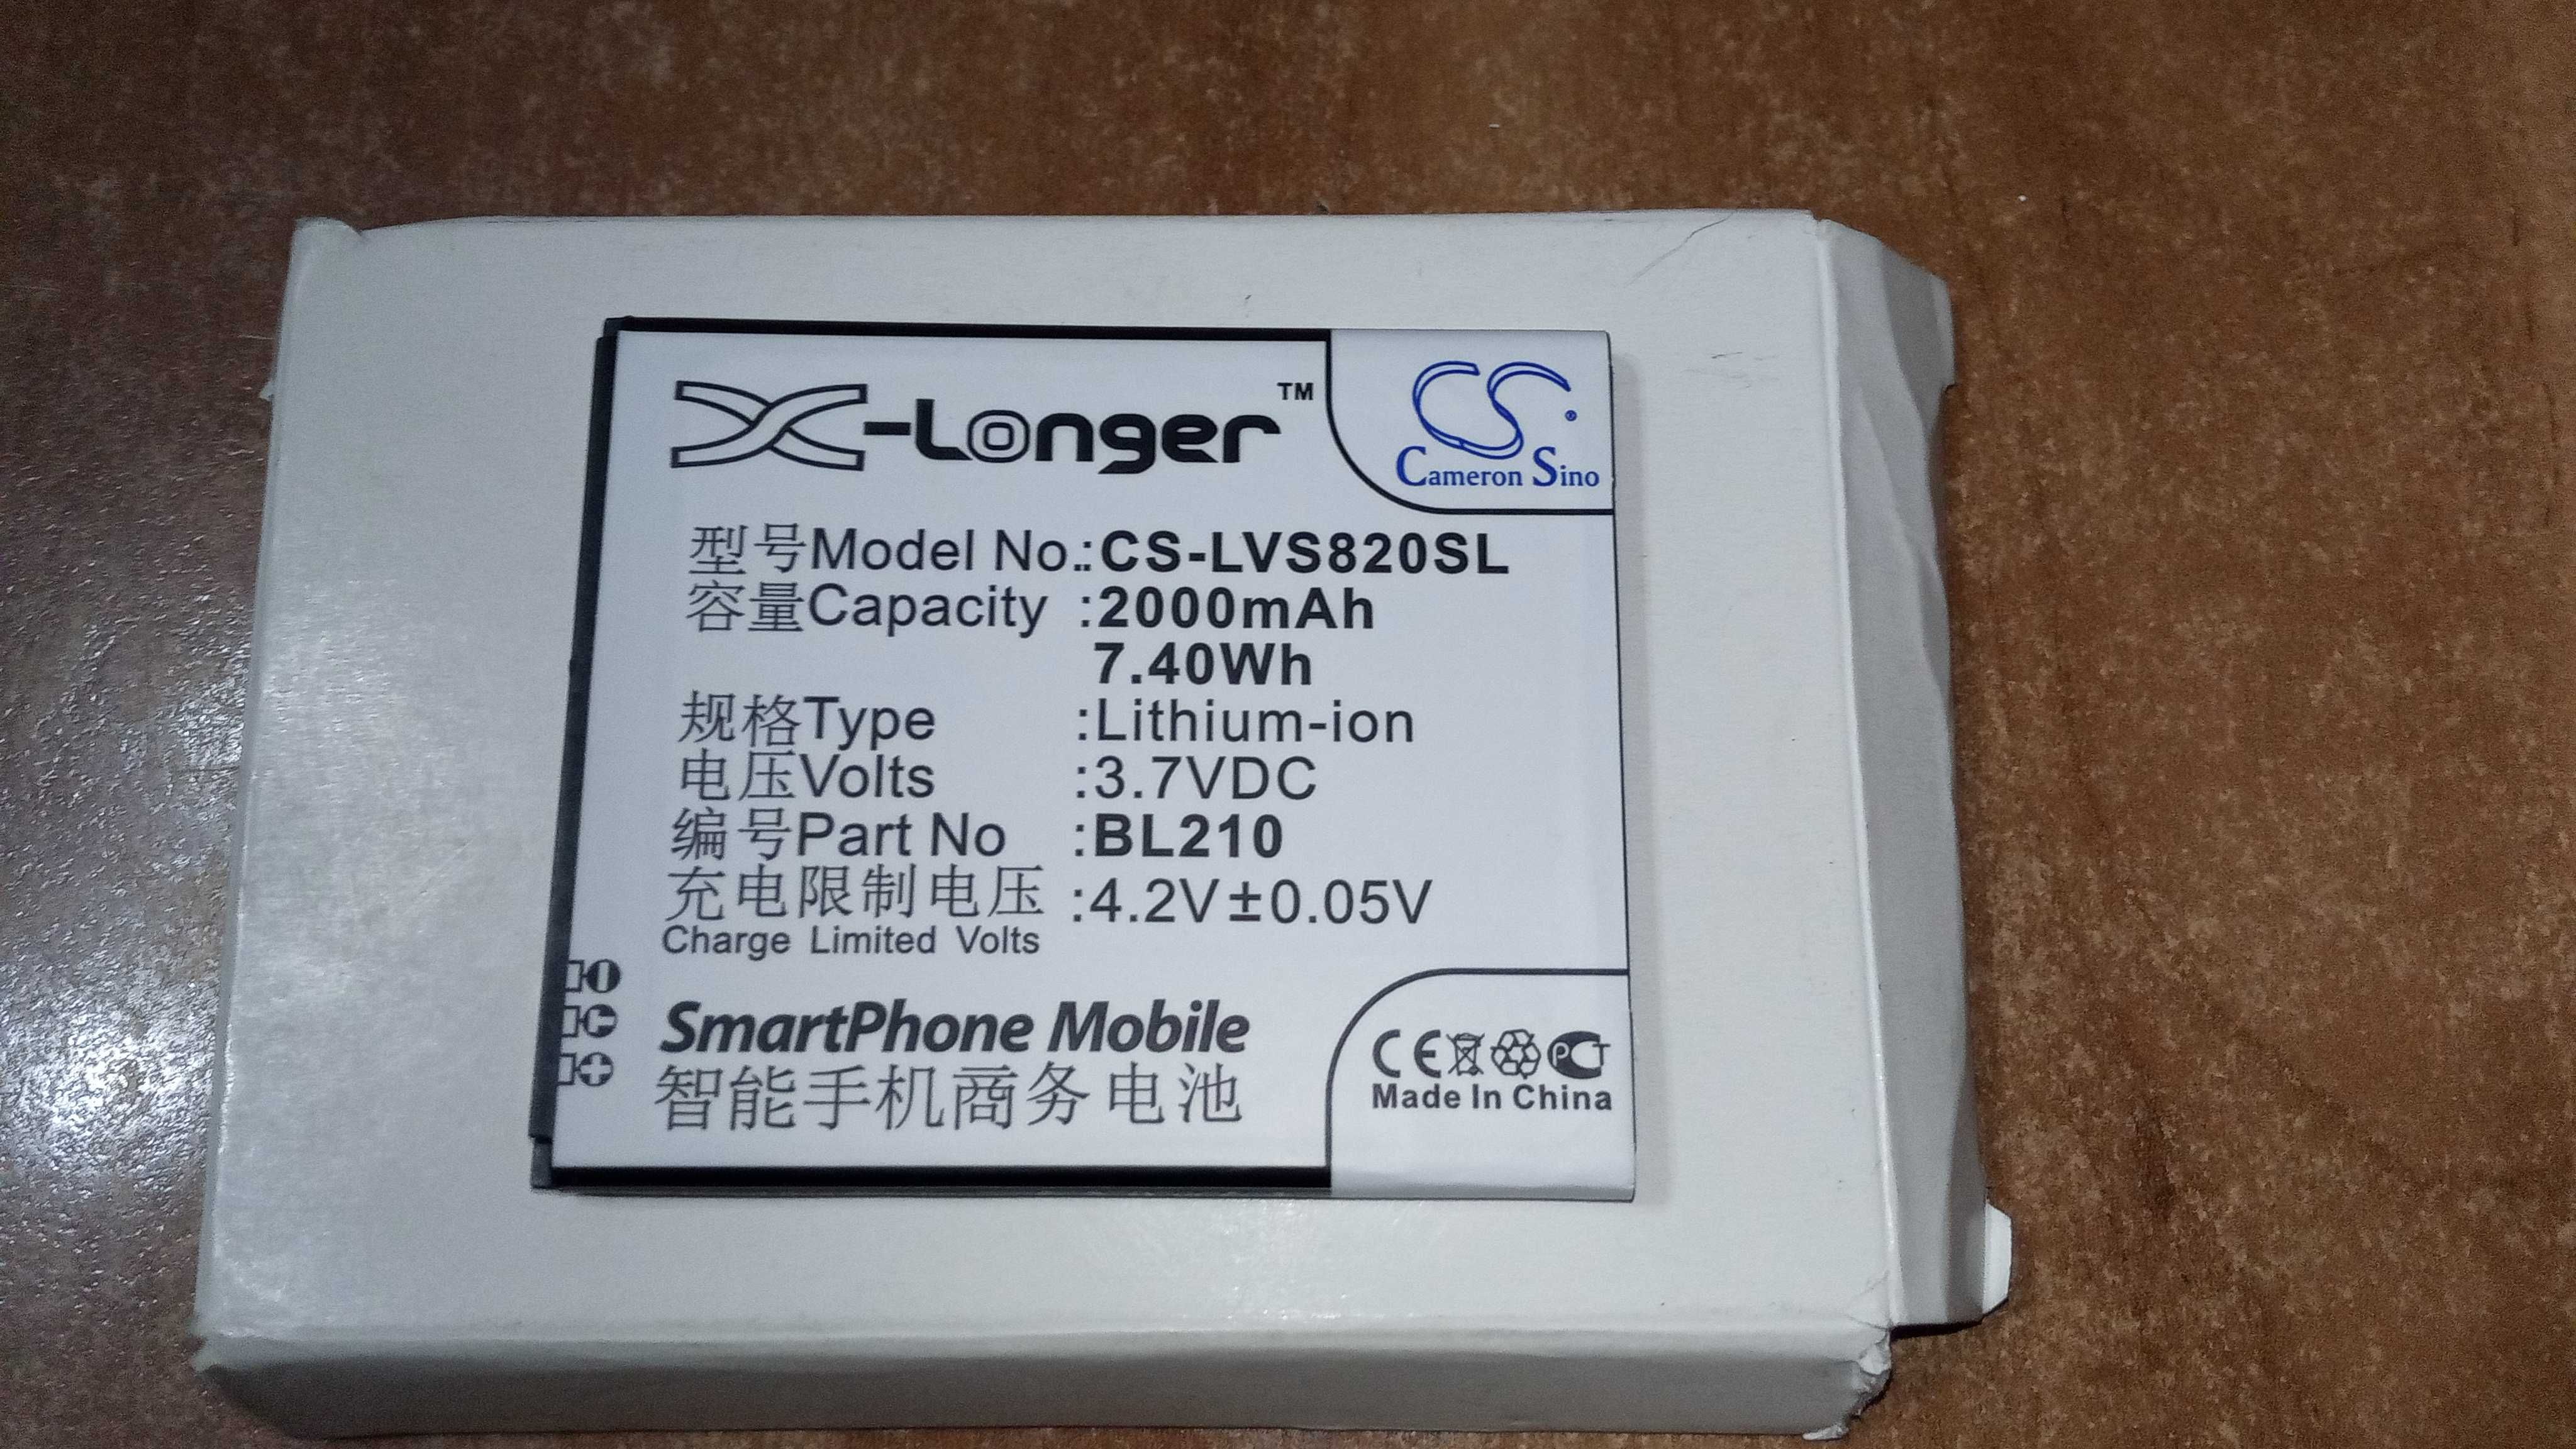 X-Longer™
CS®
Cameron Sino
型号Model No.:CS-LVS820SL
容量Capacity :2000mAh
7.40Wh
规格Type :Lithium-ion
电压Volts :3.7VDC
编号Part No :BL210
充电限制电压 :4.2V±0.05V
Charge Limited Volts
SmartPhone Mobile
智能手机商务电池
CE PCT
Made In China